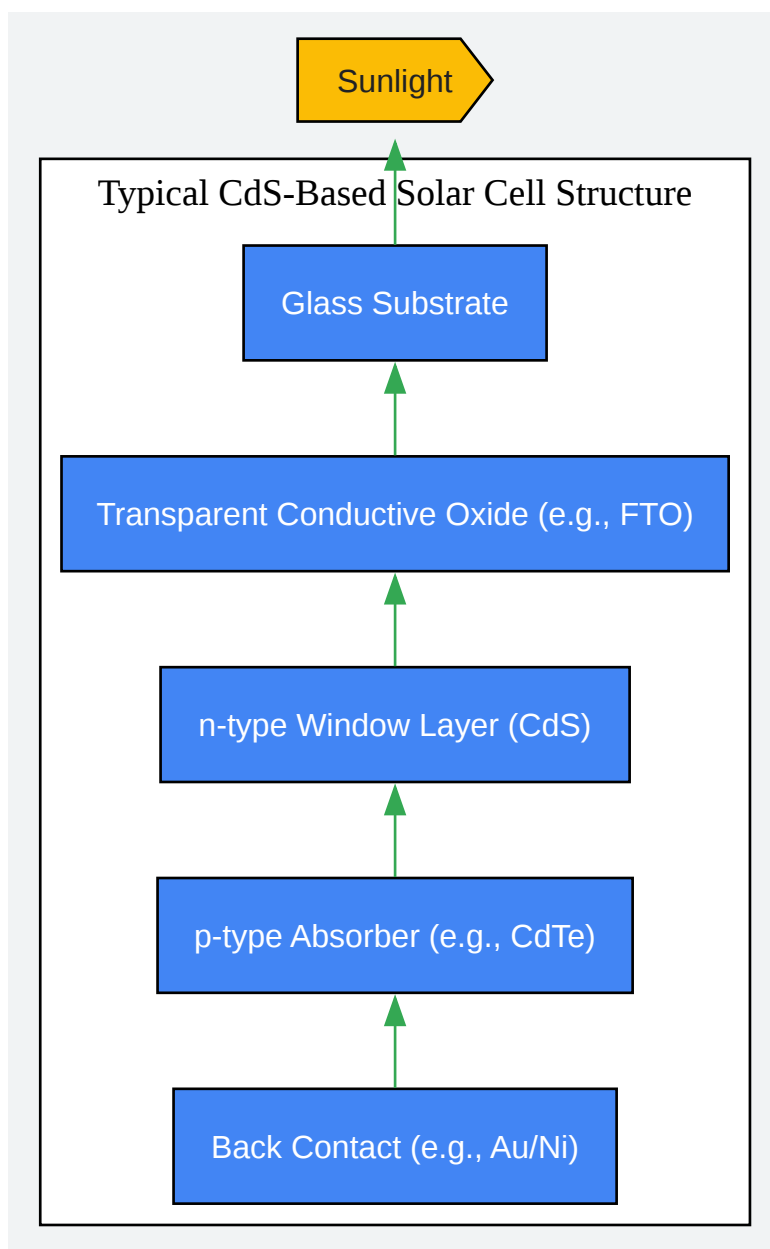 Sunlight
Typical CdS-Based Solar Cell Structure
Glass Substrate
Transparent Conductive Oxide (e.g., FTO)
n-type Window Layer (CdS)
p-type Absorber (e.g., CdTe)
Back Contact (e.g., Au/Ni)